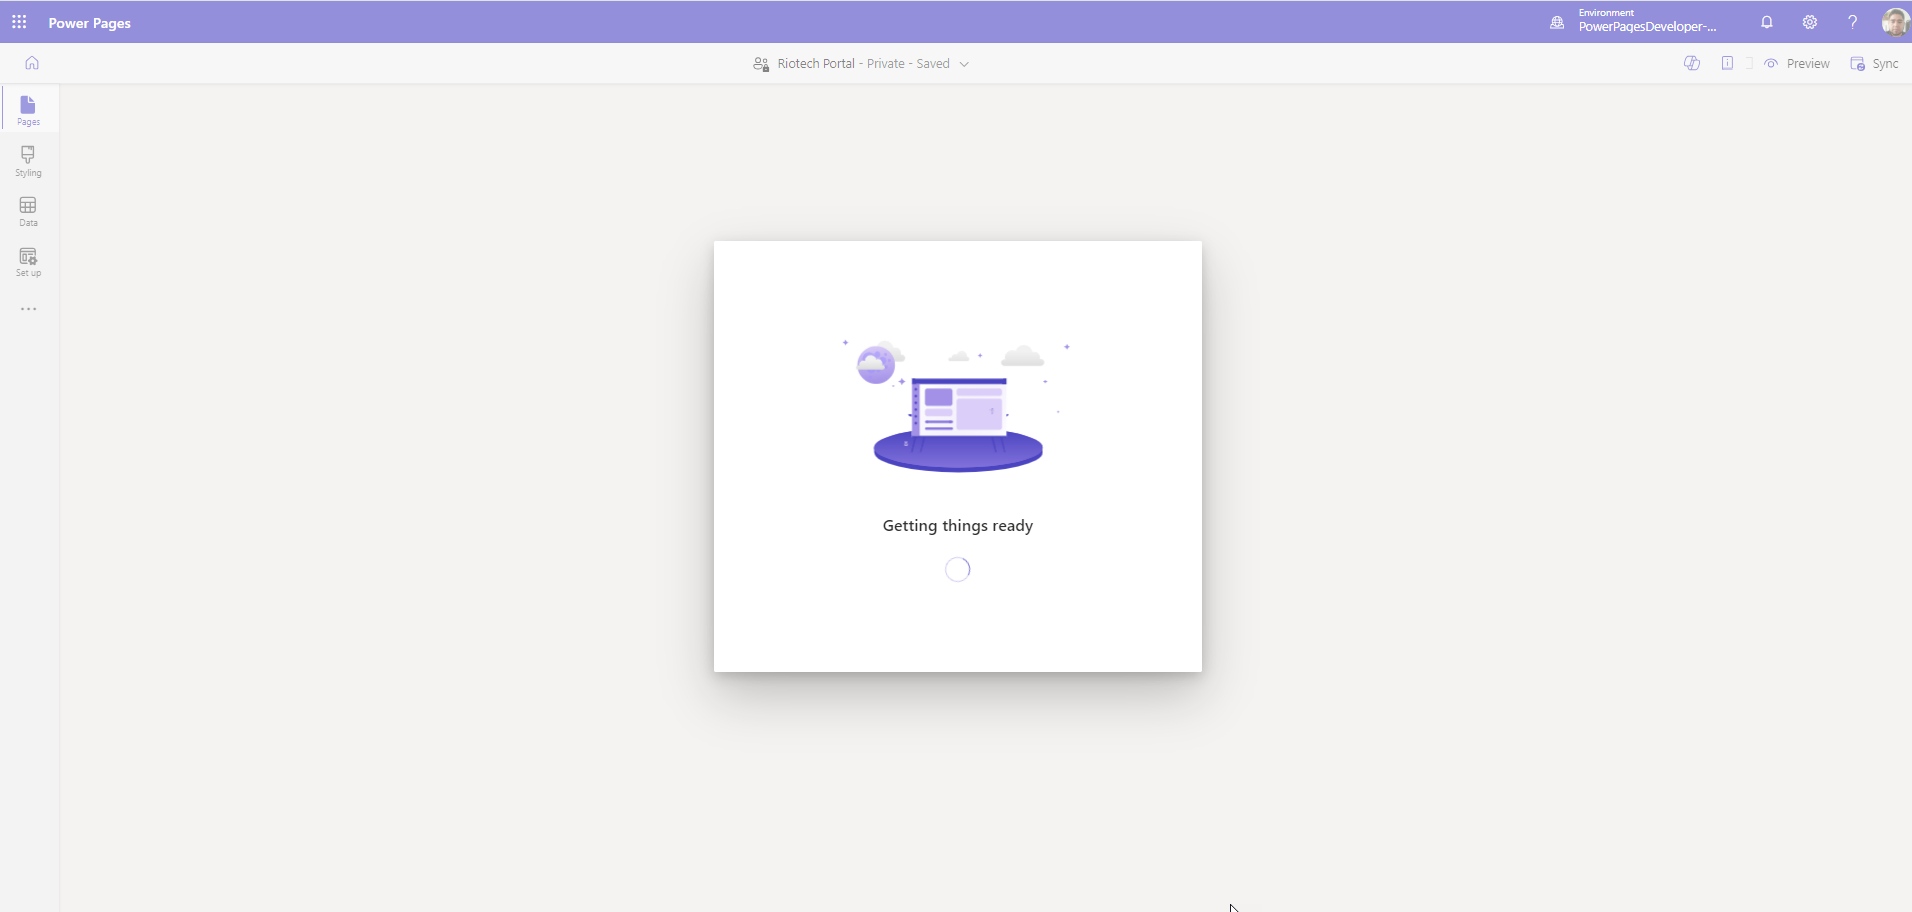 Power Pages
Environment
PowerPagesDeveloper-...
?
Riotech Portal - Private - Saved
Preview
Sync
Pages
Styling
Data
Set up
Getting things ready